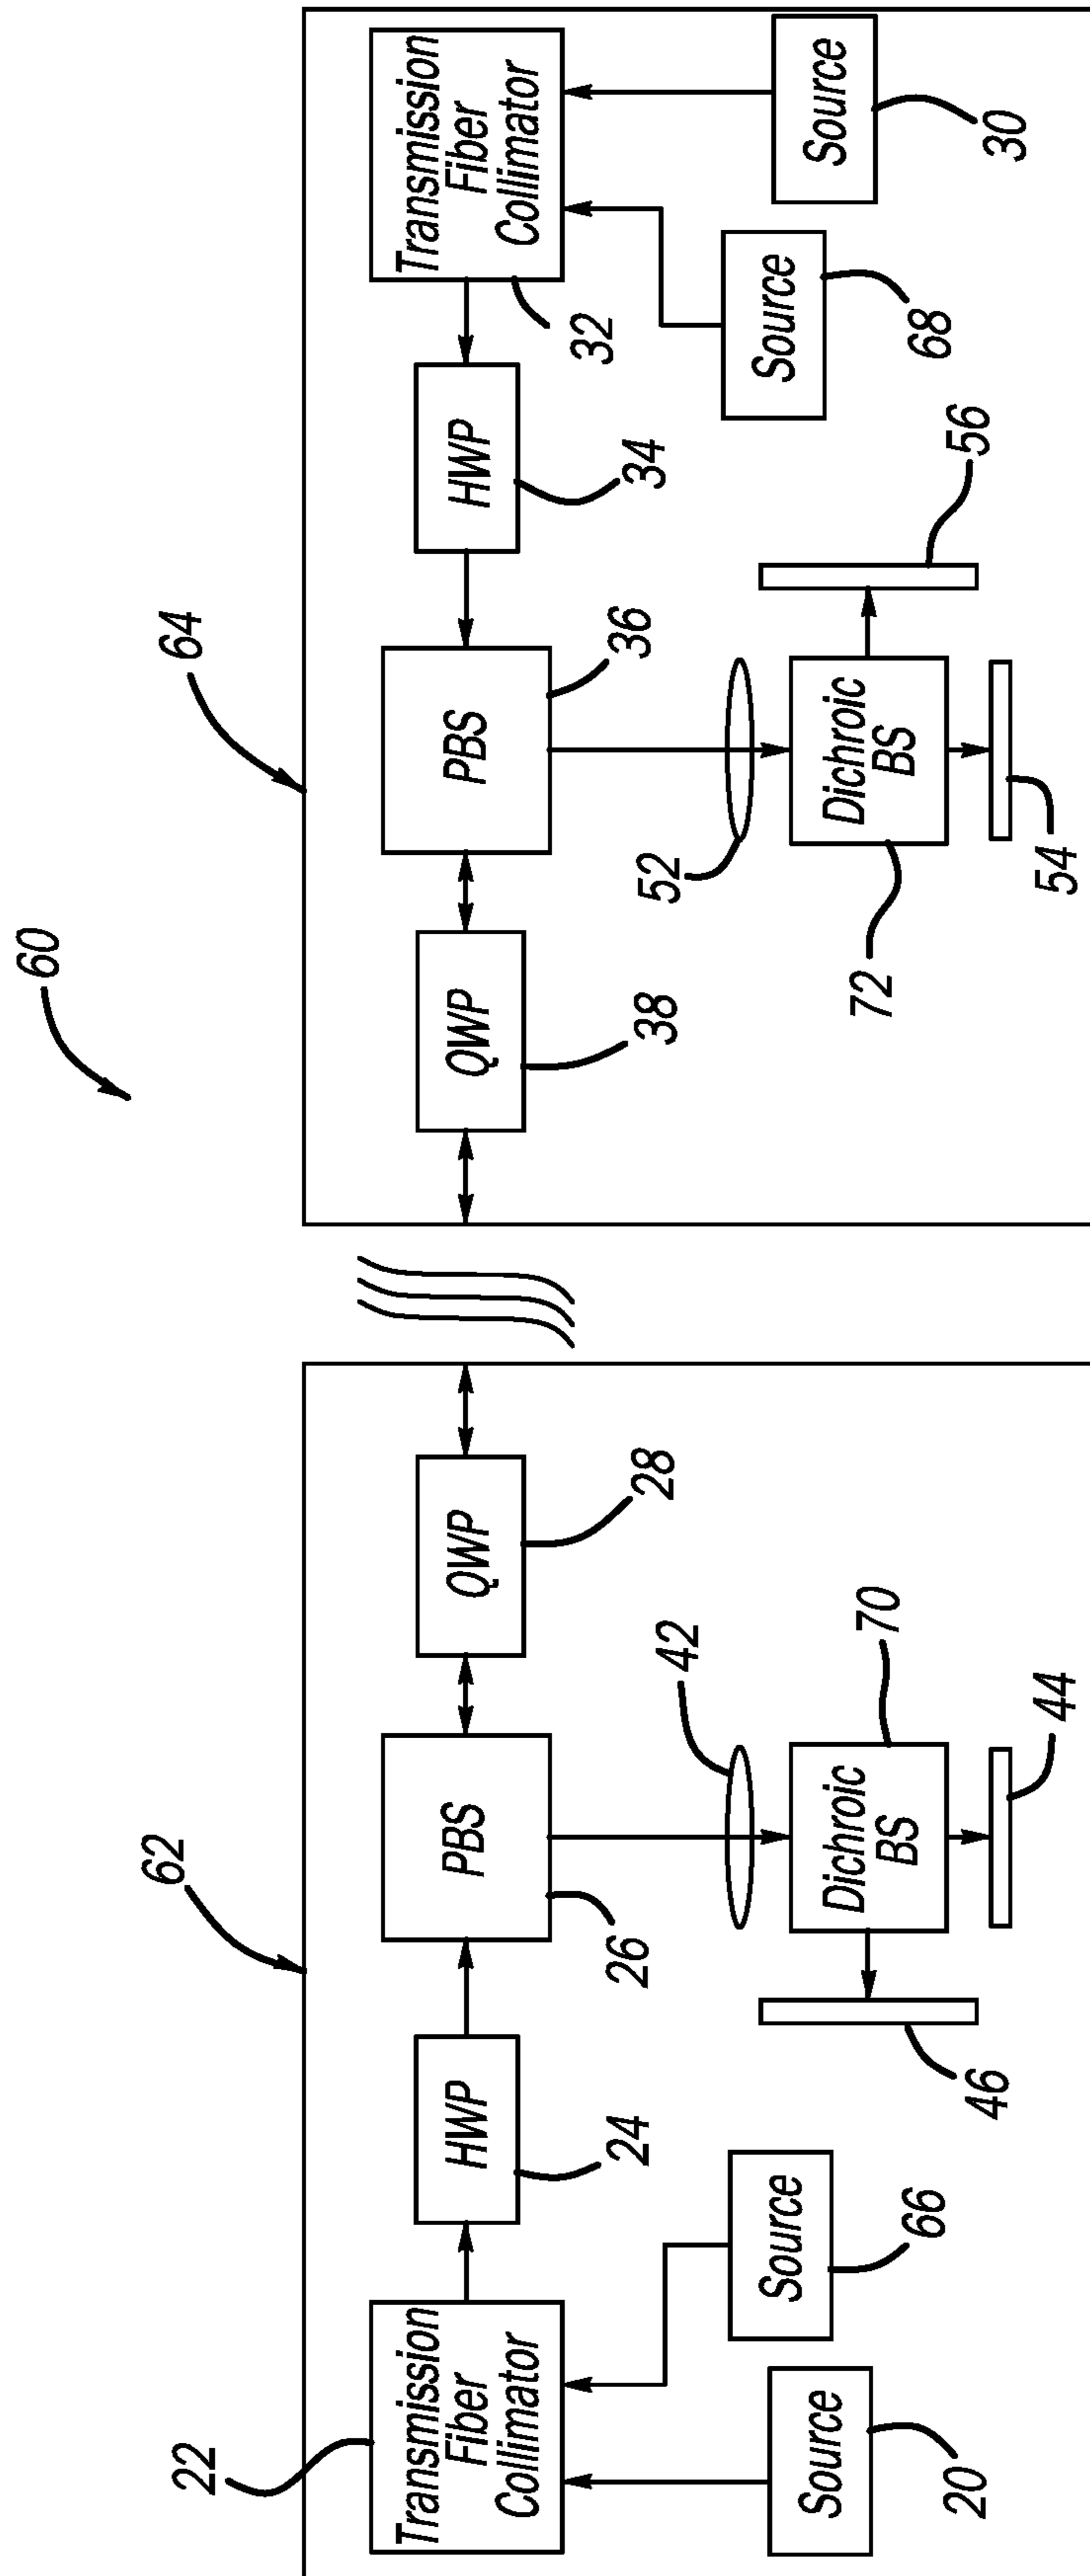 60
62
64
22
Transmission
Fiber
Collimator
HWP
24
PBS
26
QWP
28
QWP
38
PBS
36
HWP
34
Transmission
Fiber
Collimator
32
Source
20
Source
66
42
Dichroic
BS
70
46
44
52
Dichroic
BS
72
56
54
Source
68
Source
30